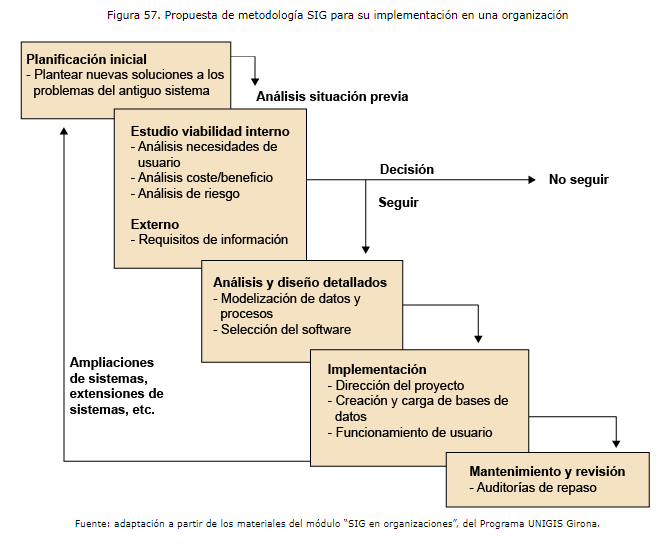 Figura 57. Propuesta de metodología SIG para su implementación en una organización
Planificación inicial
- Plantear nuevas soluciones a los
problemas del antiguo sistema
Análisis situación previa
Estudio viabilidad interno
- Análisis necesidades de
usuario
- Análisis coste/beneficio
- Análisis de riesgo
Externo
- Requisitos de información
Decisión
No seguir
Seguir
Análisis y diseño detallados
- Modelización de datos y
procesos
- Selección del software
Implementación
- Dirección del proyecto
- Creación y carga de bases de
datos
- Funcionamiento de usuario
Ampliaciones
de sistemas,
extensiones de
sistemas, etc.
Mantenimiento y revisión
- Auditorías de repaso
Fuente: adaptación a partir de los materiales del módulo “SIG en organizaciones”, del Programa UNIGIS Girona.